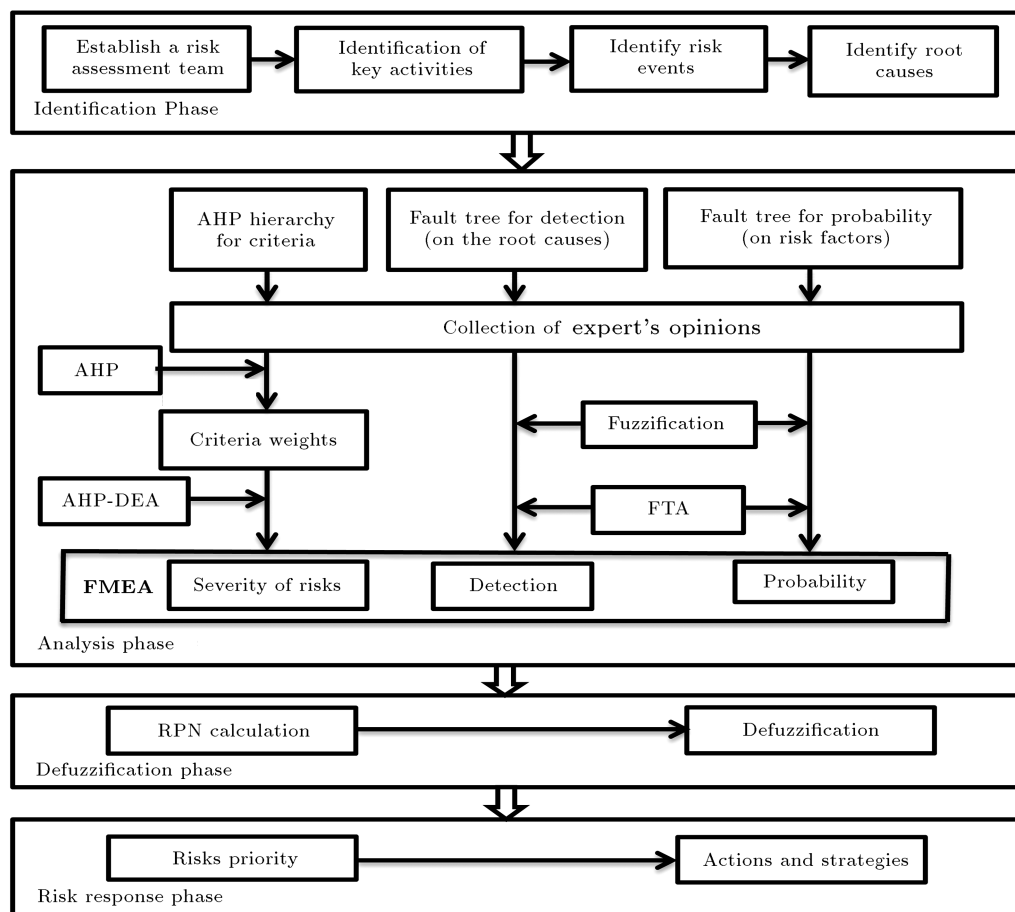 Establish a risk
assessment team
Identification of
key activities
Identify risk
events
Identify root
causes
Identification Phase
AHP hierarchy
for criteria
Fault tree for detection
(on the root causes)
Fault tree for probability
(on risk factors)
Collection of expert's opinions
AHP
Criteria weights
Fuzzification
AHP-DEA
FTA
FMEA
Severity of risks
Detection
Probability
Analysis phase
RPN calculation
Defuzzification
Defuzzification phase
Risks priority
Actions and strategies
Risk response phase